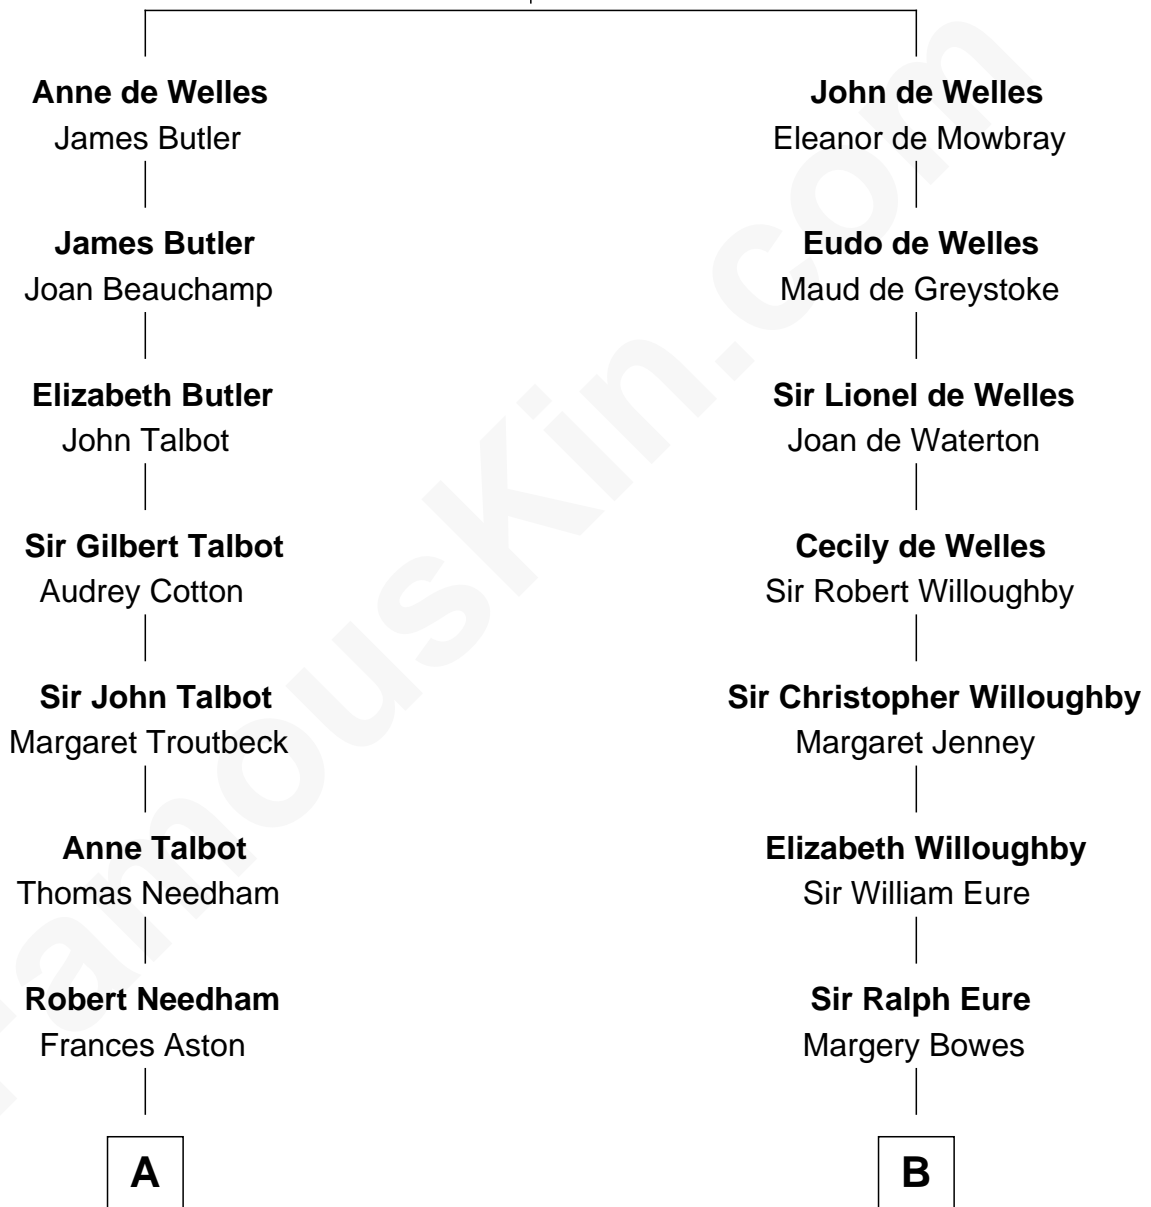 Anne de Welles
James Butler
James Butler
Joan Beauchamp
Elizabeth Butler
John Talbot
Sir Gilbert Talbot
Audrey Cotton
Sir John Talbot
Margaret Troutbeck
Anne Talbot
Thomas Needham
Robert Needham
Frances Aston
A
John de Welles
Eleanor de Mowbray
Eudo de Welles
Maud de Greystoke
Sir Lionel de Welles
Joan de Waterton
Cecily de Welles
Sir Robert Willoughby
Sir Christopher Willoughby
Margaret Jenney
Elizabeth Willoughby
Sir William Eure
Sir Ralph Eure
Margery Bowes
B
FamousKin.com